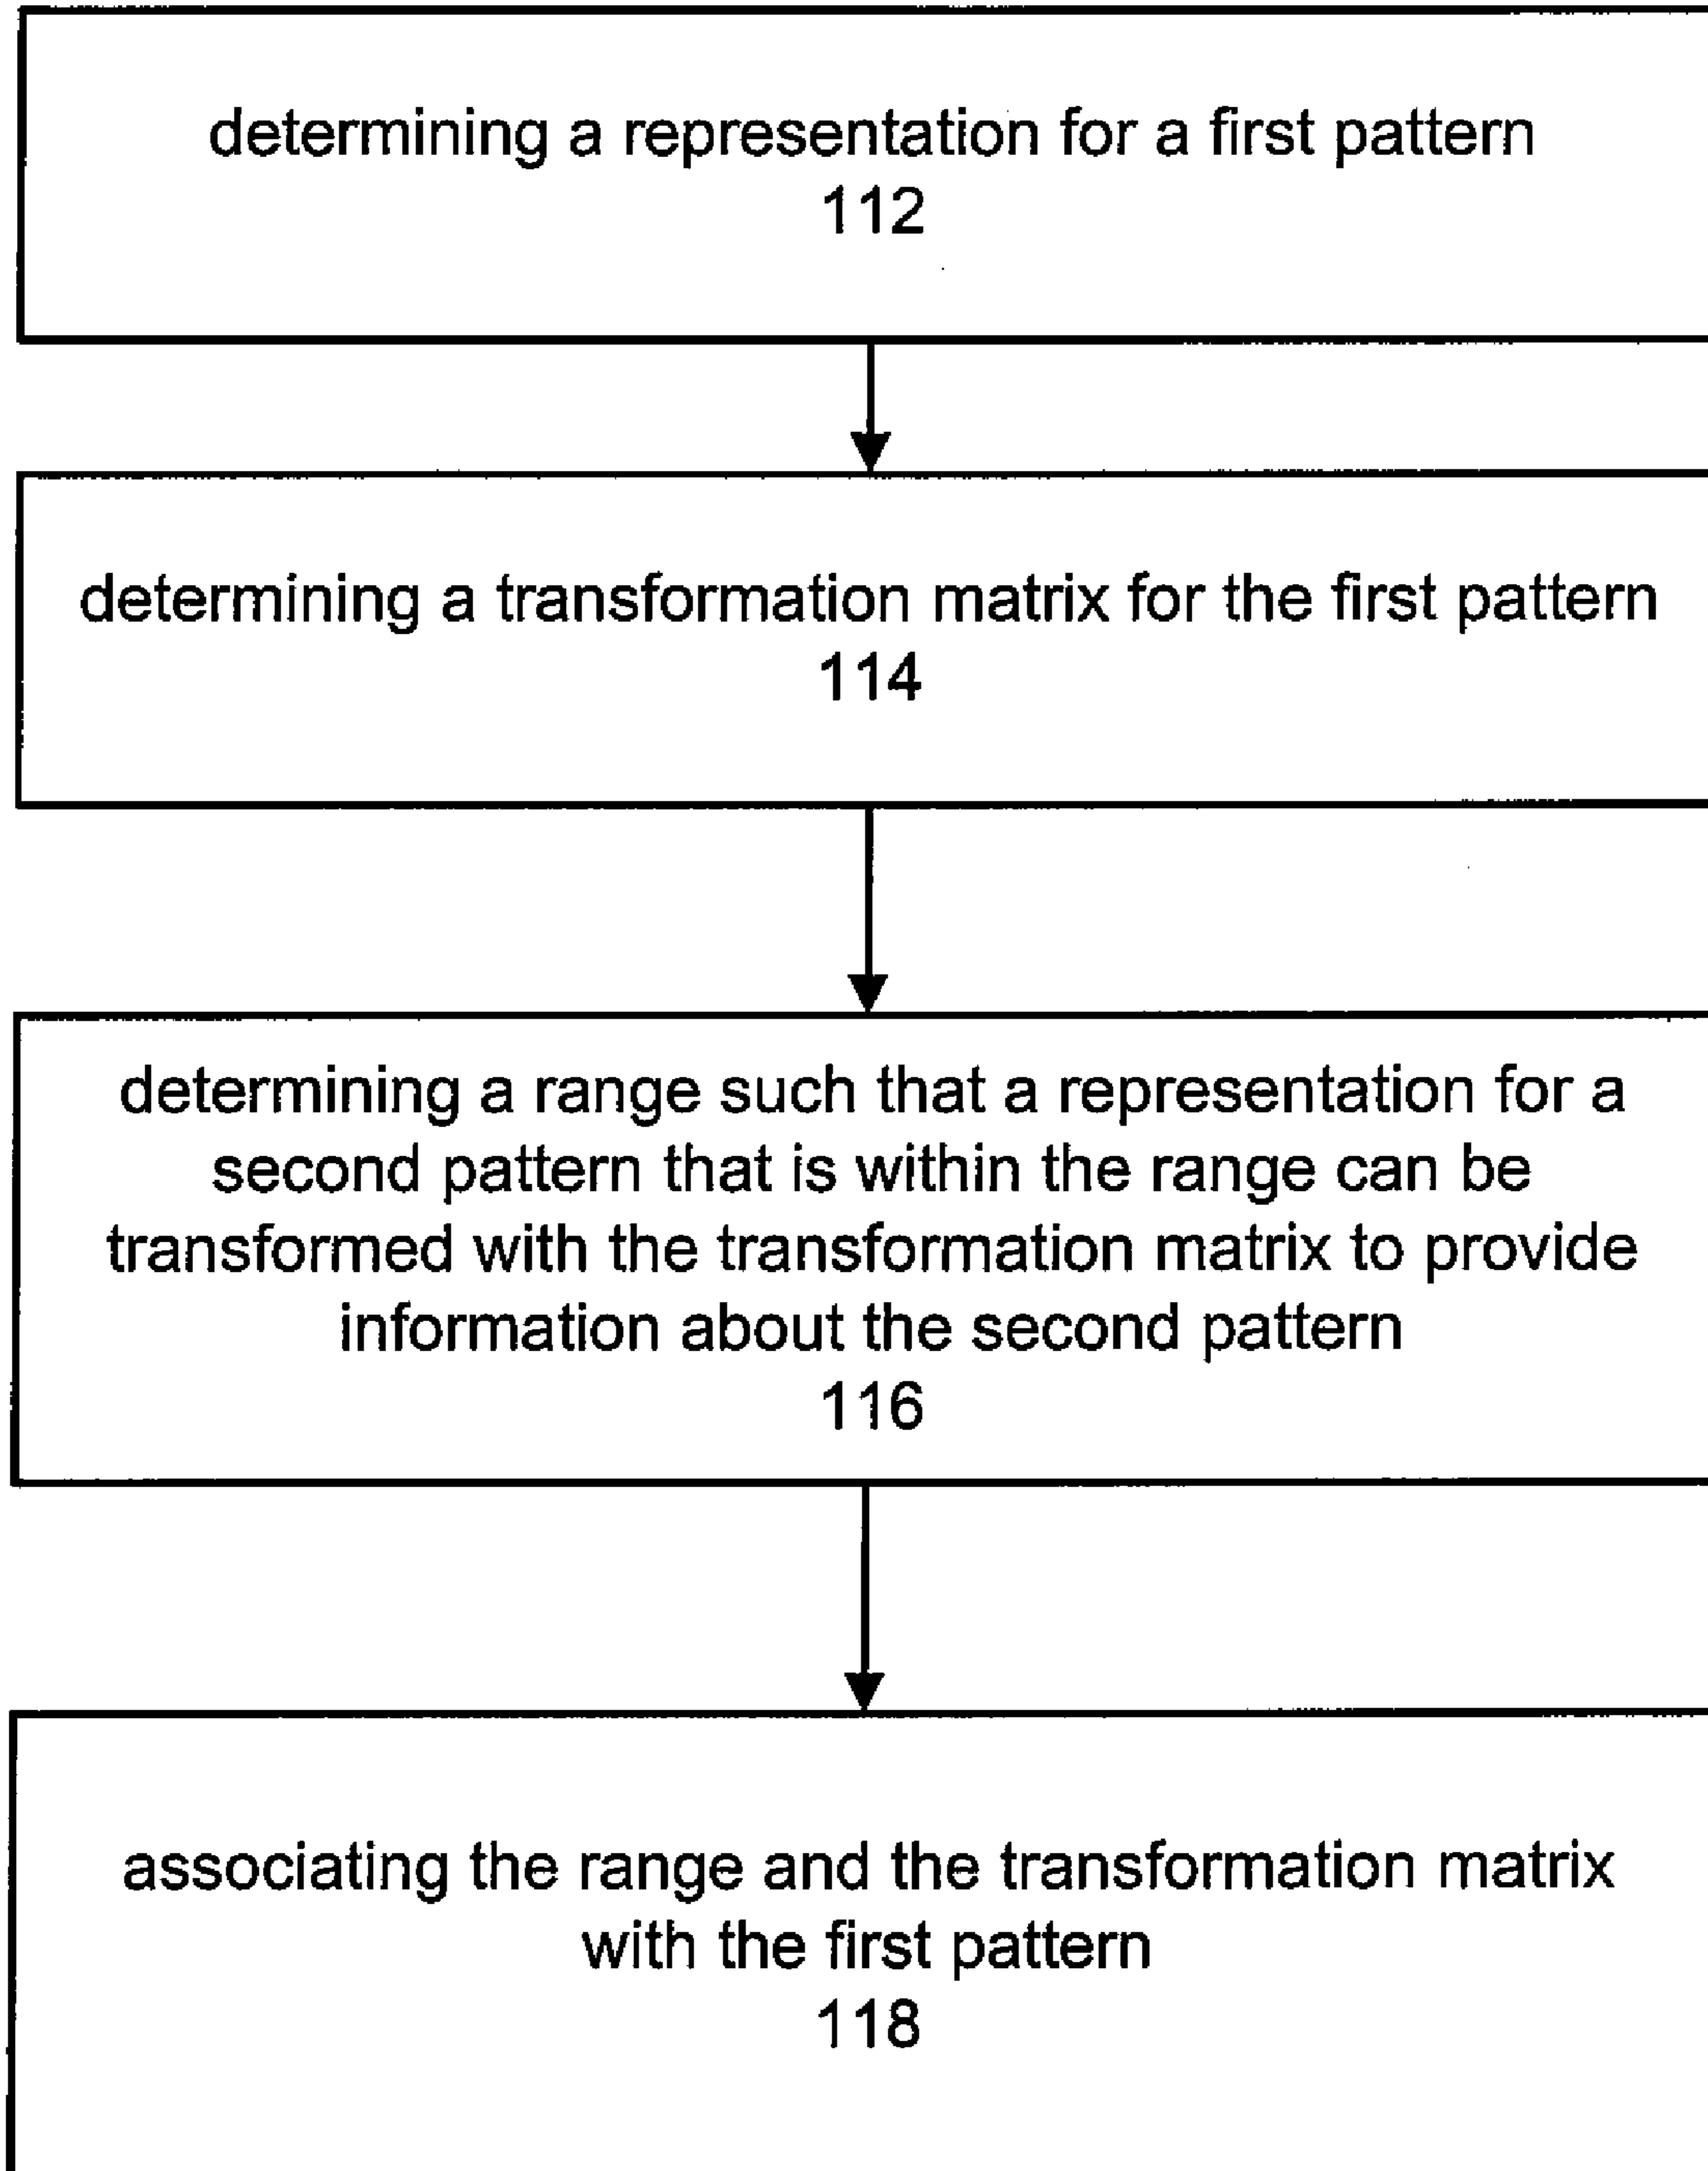 determining a representation for a first pattern
112
determining a transformation matrix for the first pattern
114
determining a range such that a representation for a
second pattern that is within the range can be
transformed with the transformation matrix to provide
information about the second pattern
116
associating the range and the transformation matrix
with the first pattern
118